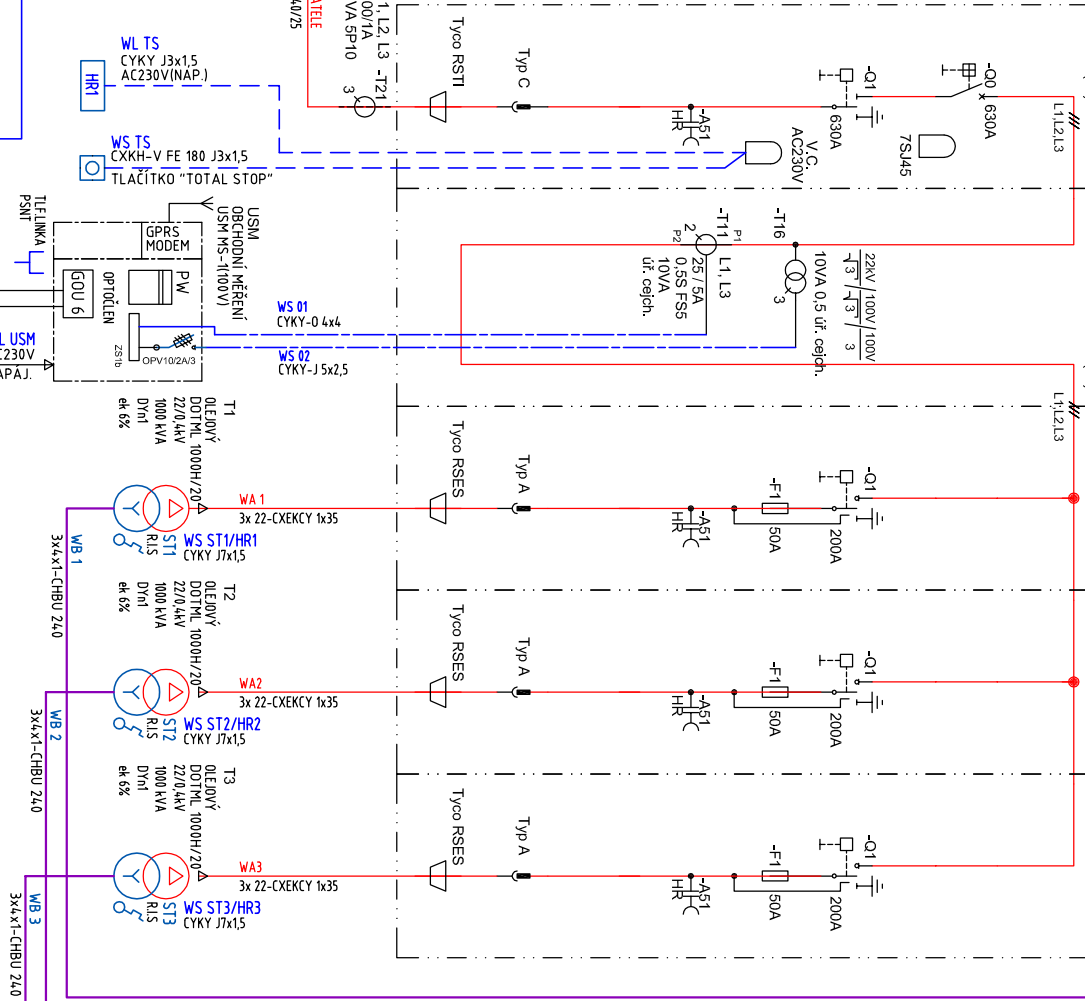 ATELE
40/25
1, L2, L3
00/1A
VA 5P10
-T21
3
Tyco RSTI
Typ C
-A51
HR
-Q1
630A
-Q0
630A
7SJ45
L1,L2,L3
V.C.
AC230V
WL TS
CYKY J3x1,5
AC230V(NAP.)
HR1
WS TS
CXKH-V FE 180 J3x1,5
TLAČÍTKO "TOTAL STOP"
TLF.LINKA
PSNT
GPRS
MODEM
USM
OBCHODNÍ MĚŘENÍ
USM MS-1(100V)
PW
GOU 6
OPTOČLEN
ZS1b
OPV10/2A/3
L USM
C230V
APÁJ.
WS 01
CYKY-O 4x4
WS 02
CYKY-J 5x2,5
-T11
P1
P2
2
L1, L3
25 / 5A
0,5S FS5
10VA
úř. cejch.
-T16
3
10VA 0,5 úř. cejch.
22kV / 1000V / 1000V
3 3 3
L1,L2,L3
T1
OLEJOVÝ
DOTML 1000H/20
22/0,4kV
1000 kVA
DYn1
ek 6%
WA 1
3x 22-CXEKCY 1x35
ST1
R.I.S
WS ST1/HR1
CYKY J7x1,5
Tyco RSES
Typ A
-A51
HR
-F1
50A
-Q1
200A
WB 1
3x4x1-CHBU 240
T2
OLEJOVÝ
DOTML 1000H/20
22/0,4kV
1000 kVA
DYn1
ek 6%
WA2
3x 22-CXEKCY 1x35
ST2
R.I.S
WS ST2/HR2
CYKY J7x1,5
Tyco RSES
Typ A
-A51
HR
-F1
50A
-Q1
200A
WB 2
3x4x1-CHBU 240
T3
OLEJOVÝ
DOTML 1000H/20
22/0,4kV
1000 kVA
DYn1
ek 6%
WA3
3x 22-CXEKCY 1x35
ST3
R.I.S
WS ST3/HR3
CYKY J7x1,5
Tyco RSES
Typ A
-A51
HR
-F1
50A
-Q1
200A
WB 3
3x4x1-CHBU 240